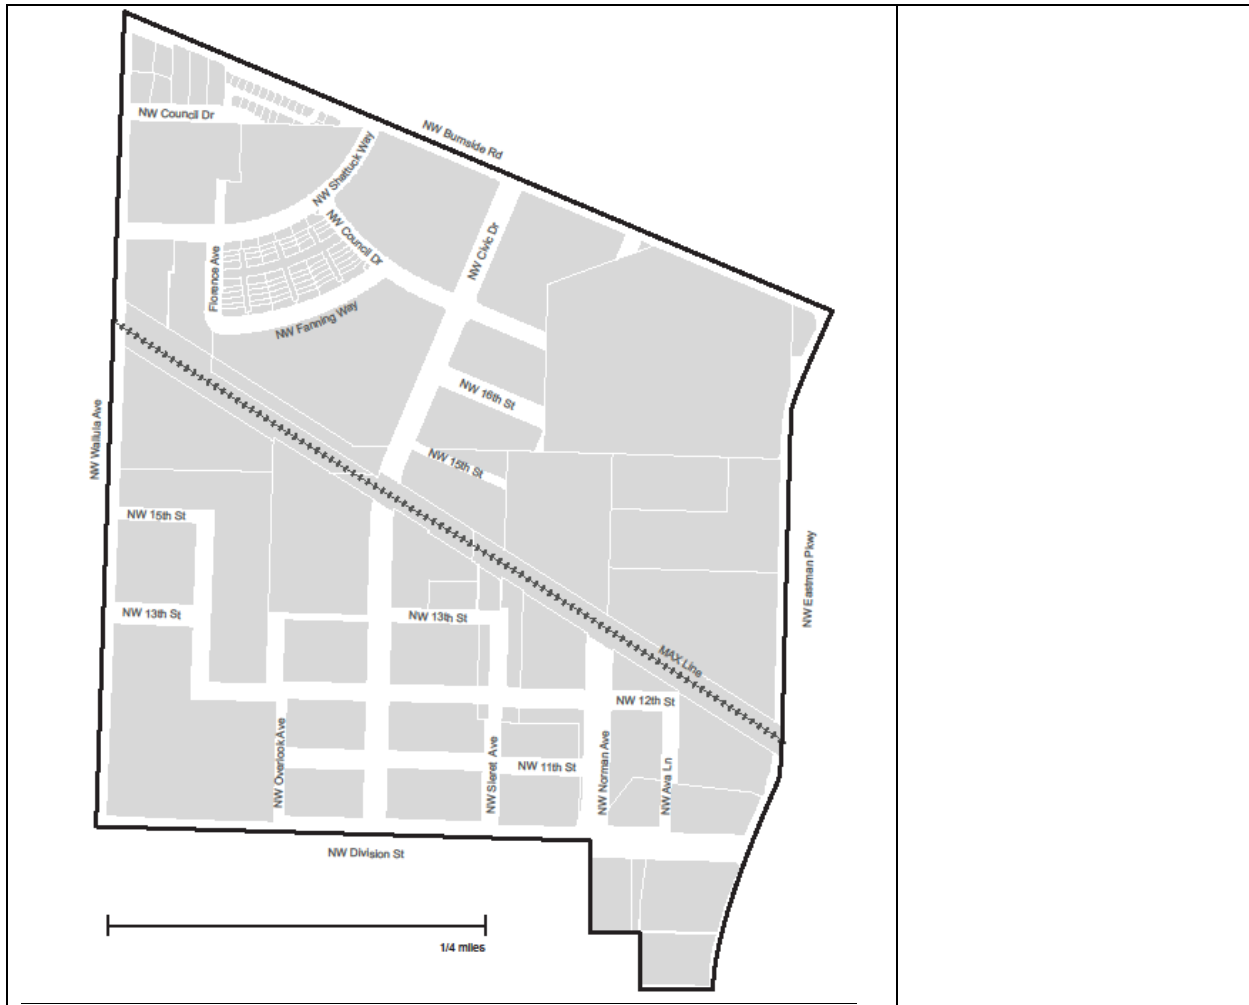 NW Council Dr
NW Burnside Rd
NW Shattuck Way
NW Council Dr
NW Civic Dr
Florence Ave
NW Fanning Way
NW 16th St
NW Wallula Ave
NW 15th St
NW 15th St
NW Eastman Pkwy
NW 13th St
NW 13th St
MAX Line
NW 12th St
NW Overlook Ave
NW Sleret Ave
NW 11th St
NW Norman Ave
NW Ava Ln
NW Division St
1/4 miles